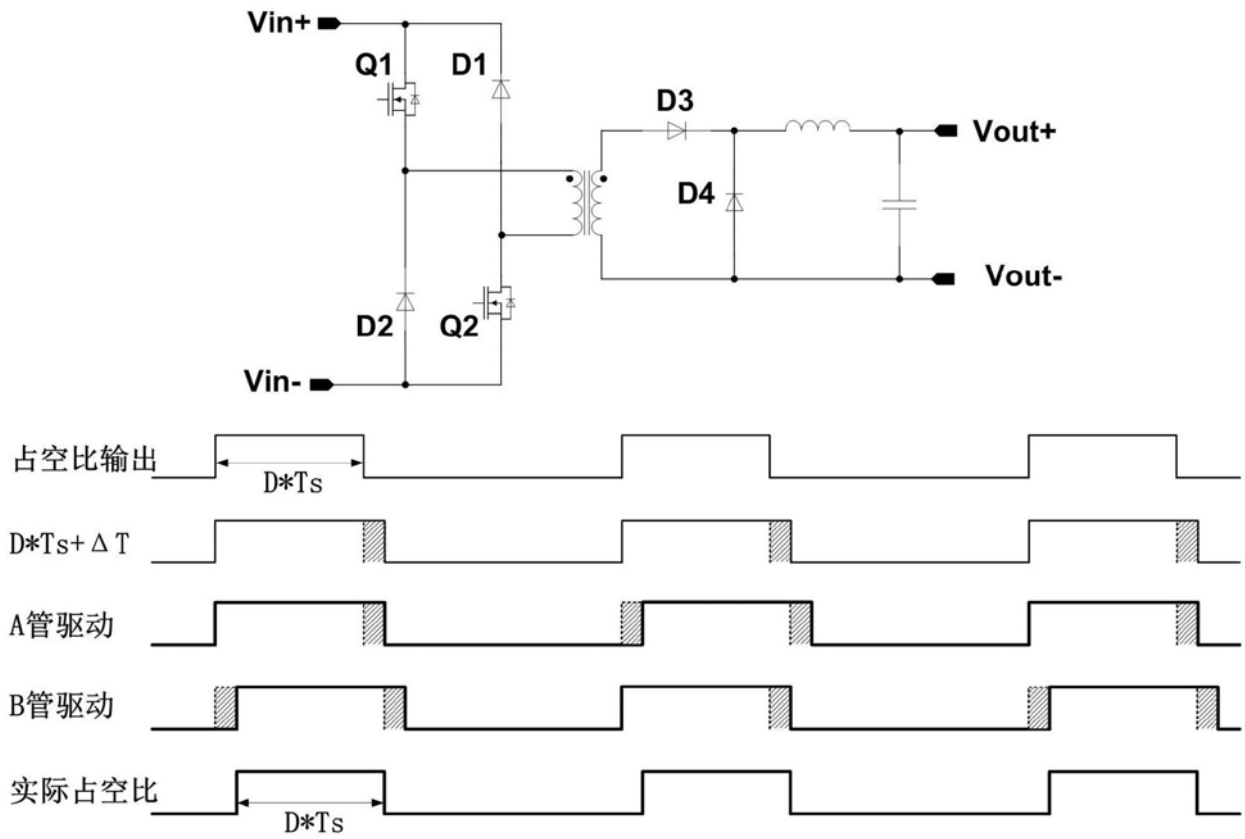 Vin+
Q1
D1
D3
Vout+
D4
D2
Q2
Vout-
Vin-
占空比输出
D*Ts
D*Ts+ΔT
A管驱动
B管驱动
实际占空比
D*Ts